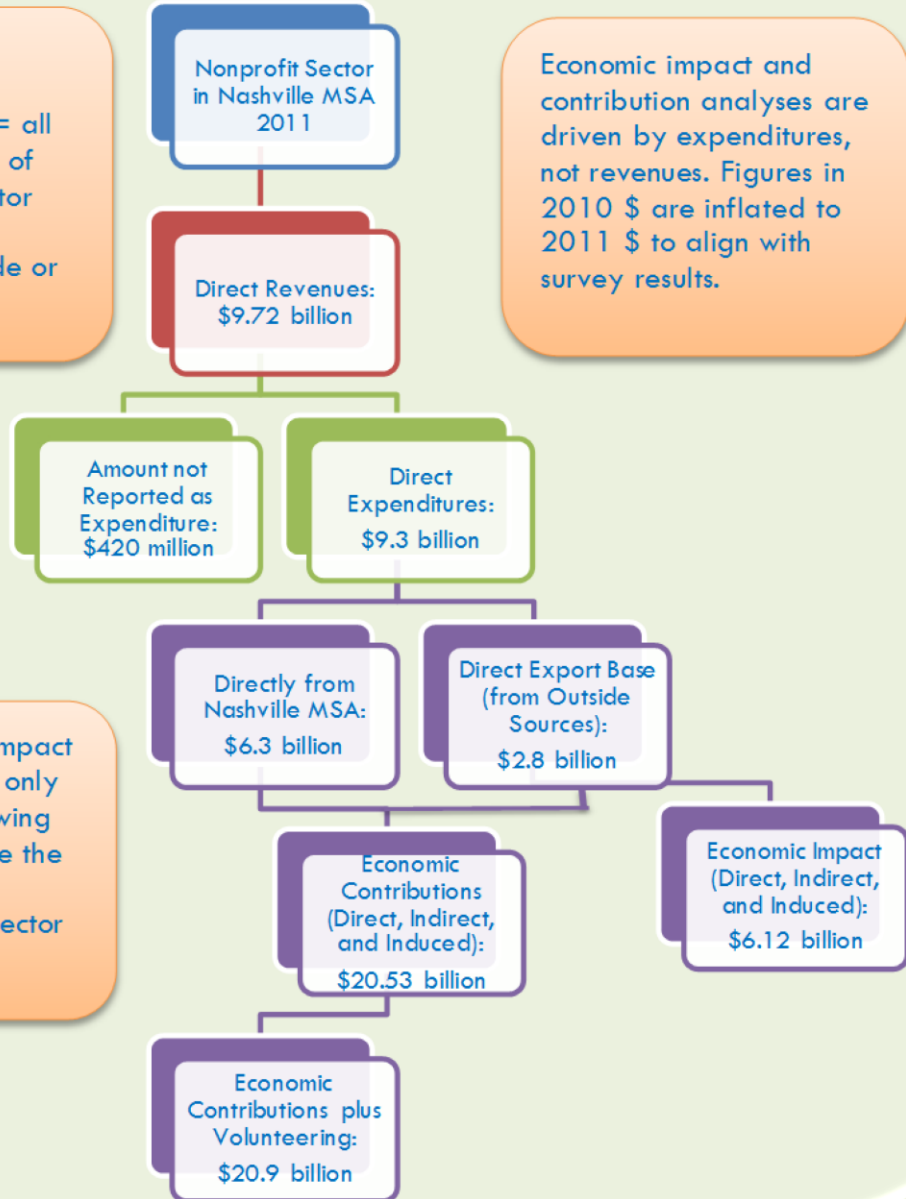 Nonprofit Sector
in Nashville MSA
2011
= all
of
tor
de or
Economic impact and
contribution analyses are
driven by expenditures,
not revenues. Figures in
2010 $ are inflated to
2011 $ to align with
survey results.
Direct Revenues:
$9.72 billion
Amount not
Reported as
Expenditure:
$420 million
Direct
Expenditures:
$9.3 billion
Directly from
Nashville MSA:
$6.3 billion
Direct Export Base
(from Outside
Sources):
$2.8 billion
mpact
only
wing
e the
ector
Economic
Contributions
(Direct, Indirect,
and Induced):
$20.53 billion
Economic Impact
(Direct, Indirect,
and Induced):
$6.12 billion
Economic
Contributions plus
Volunteering:
$20.9 billion